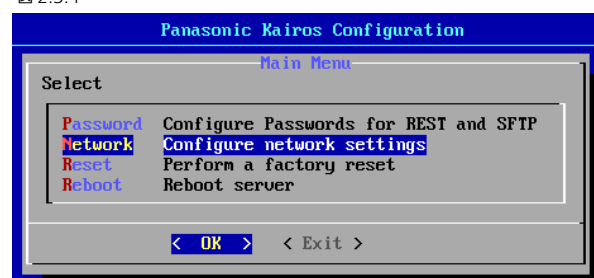 Panasonic Kairos Configuration
Main Menu
Select
Password Configure Passwords for REST and SFTP
Network Configure network settings
Reset Perform a factory reset
Reboot Reboot server
< OK > < Exit >